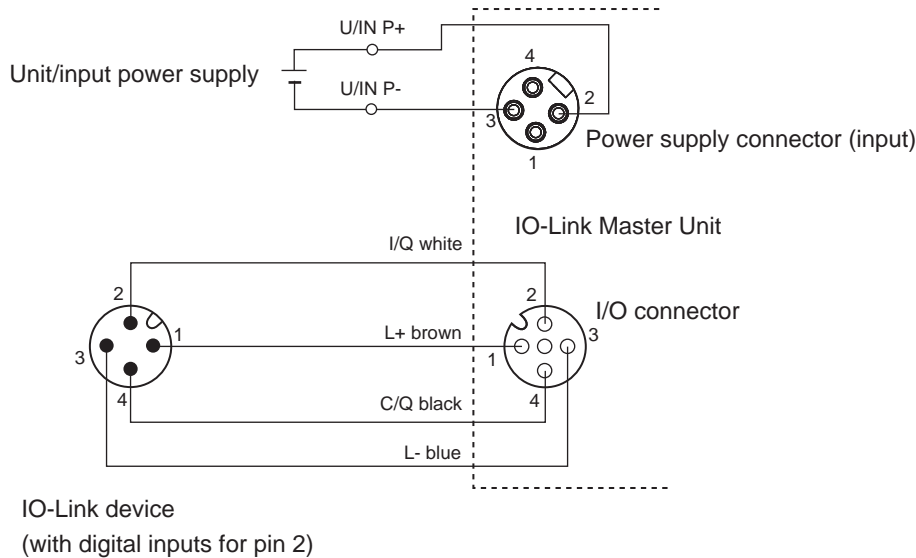 U/IN P+
Unit/input power supply
U/IN P-
4
2
3
1
Power supply connector (input)
IO-Link Master Unit
I/Q white
2
2
I/O connector
1
3
L+ brown
3
1
4
4
C/Q black
L- blue
IO-Link device
(with digital inputs for pin 2)